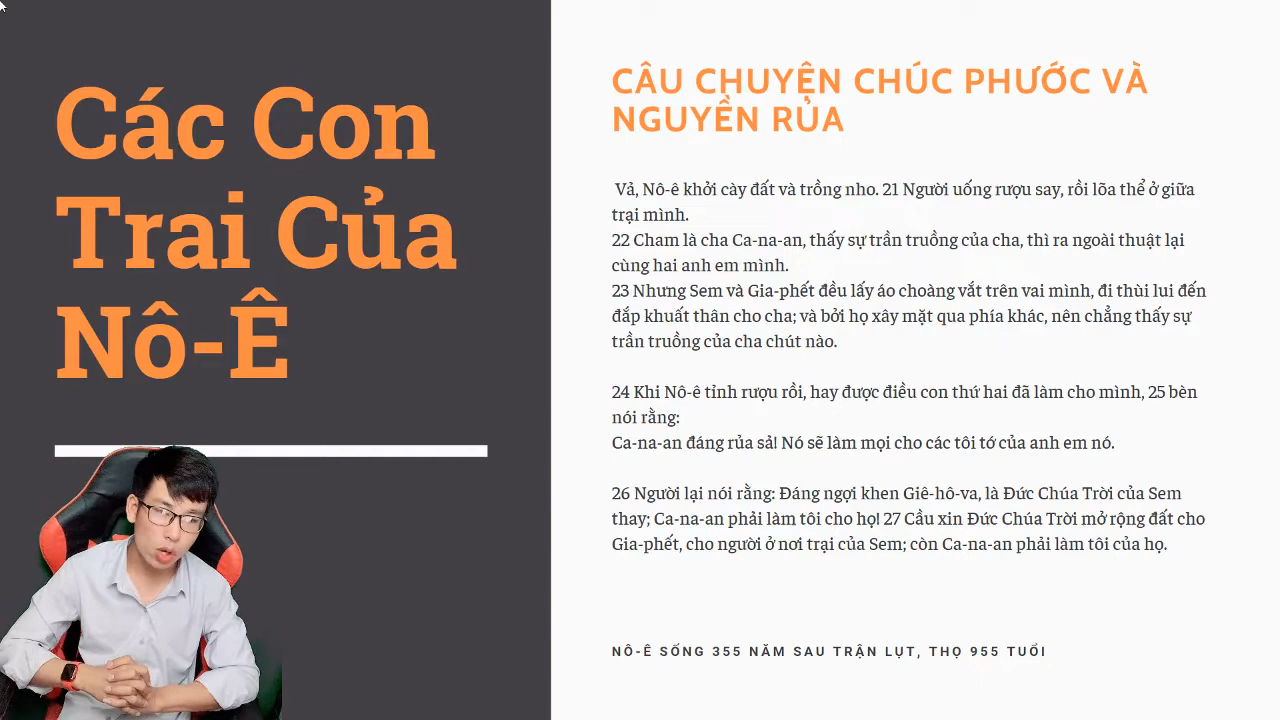 Các Con
Trai Của
Nô-Ê
CÂU CHUYỆN CHÚC PHƯỚC VÀ
NGUYỀN RỦA
Vả, Nô-ê khởi cày đất và trồng nho. 21 Người uống rượu say, rồi lõa thể ở giữa
trại mình.
22 Cham là cha Ca-na-an, thấy sự trần truồng của cha, thì ra ngoài thuật lại
cùng hai anh em mình.
23 Nhưng Sem và Gia-phết đều lấy áo choàng vắt trên vai mình, đi thùi lui đến
đắp khuất thân cho cha; và bởi họ xây mặt qua phía khác, nên chẳng thấy sự
trần truồng của cha chút nào.
24 Khi Nô-ê tỉnh rượu rồi, hay được điều con thứ hai đã làm cho mình, 25 bèn
nói rằng:
Ca-na-an đáng rủa sả! Nó sẽ làm mọi cho các tôi tớ của anh em nó.
26 Người lại nói rằng: Đáng ngợi khen Giê-hô-va, là Đức Chúa Trời của Sem
thay; Ca-na-an phải làm tôi cho họ! 27 Cầu xin Đức Chúa Trời mở rộng đất cho
Gia-phết, cho người ở nơi trại của Sem; còn Ca-na-an phải làm tôi của họ.
NÔ-Ê SỐNG 355 NĂM SAU TRẬN LỤT, THỌ 955 TUỔI